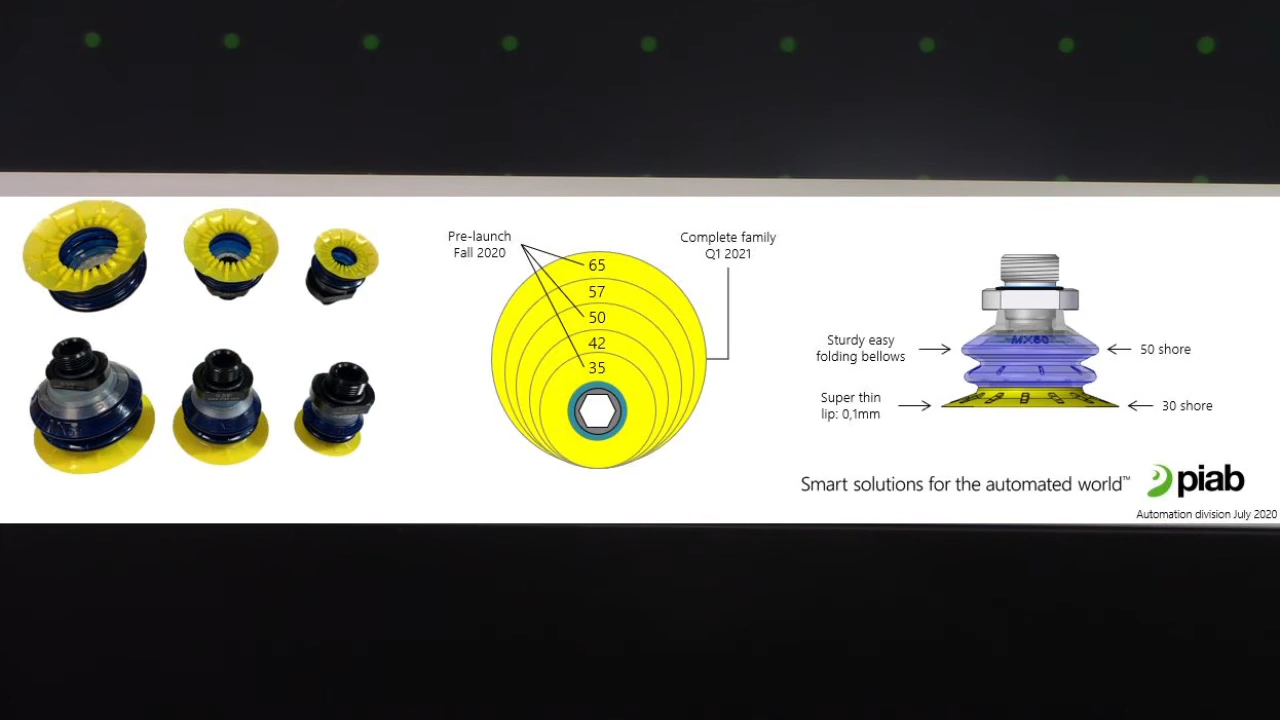 Pre-launch
Fall 2020
65
57
50
42
35
Complete family
Q1 2021
Sturdy easy
folding bellows
Super thin
lip: 0,1mm
MX50
50 shore
30 shore
Smart solutions for the automated world™
piab
Automation division July 2020